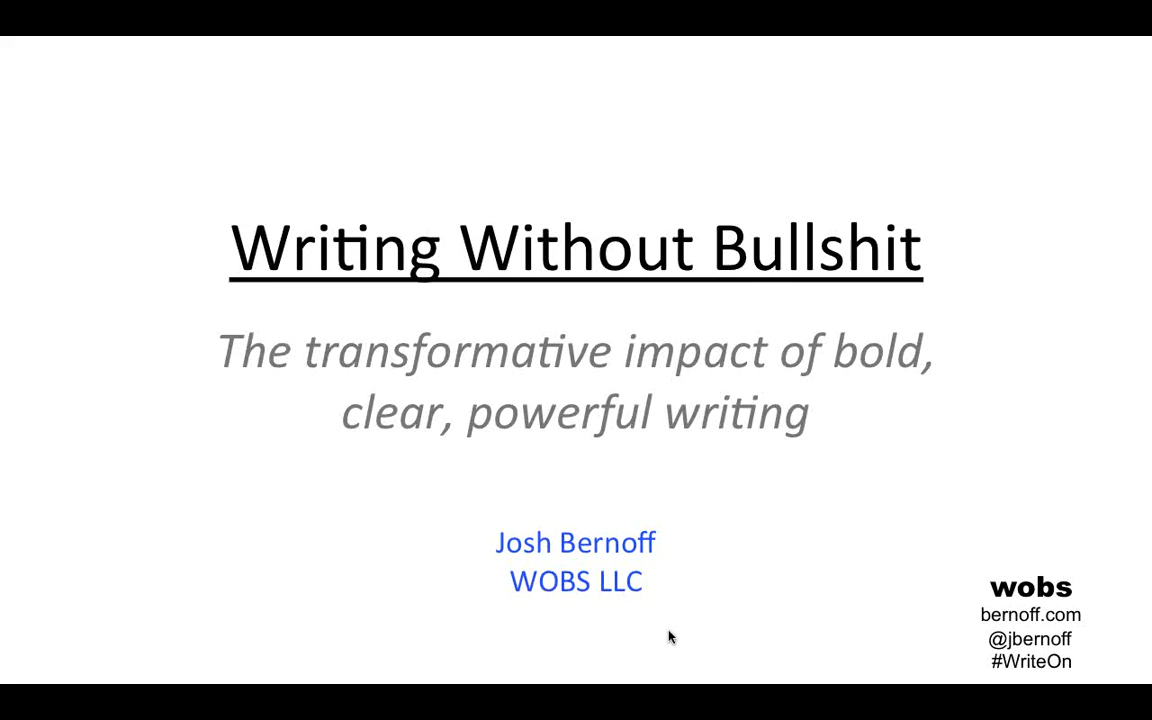 Writing Without Bullshit
The transformative impact of bold,
clear, powerful writing
Josh Bernoff
WOBS LLC
wobs
bernoff.com
@jbernoff
#WriteOn